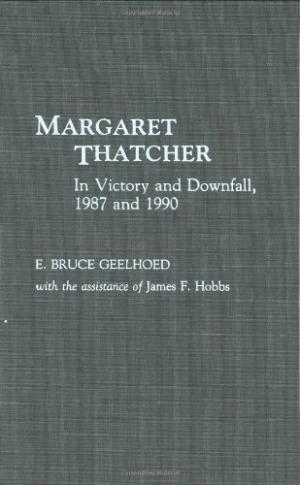 MARGARET
THATCHER
In Victory and Downfall,
1987 and 1990
E. BRUCE GEELHOED
with the assistance of James F. Hobbs